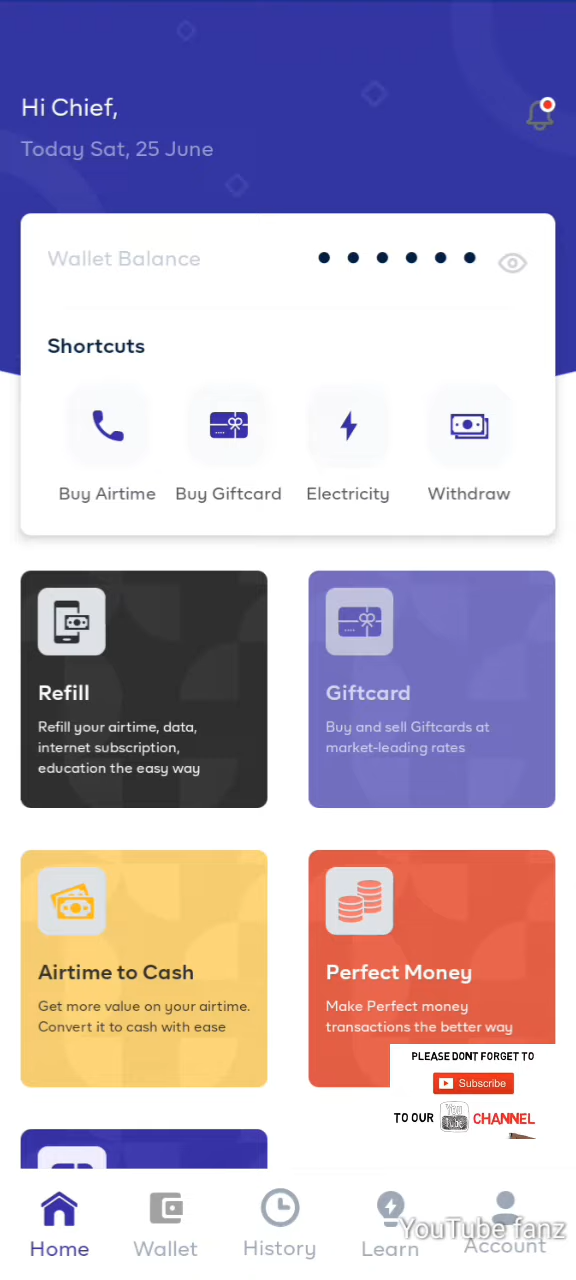 Hi Chief,
Today Sat, 25 June
Wallet Balance
Shortcuts
Buy Airtime
Buy Giftcard
Electricity
Withdraw
Refill
Refill your airtime, data,
internet subscription,
education the easy way
Giftcard
Buy and sell Giftcards at
market-leading rates
Airtime to Cash
Get more value on your airtime.
Convert it to cash with ease
Perfect Money
Make Perfect money
transactions the better way
PLEASE DONT FORGET TO
Subscribe
TO OUR You Tube CHANNEL
Home
Wallet
History
Learn
Account
YouTube fanz